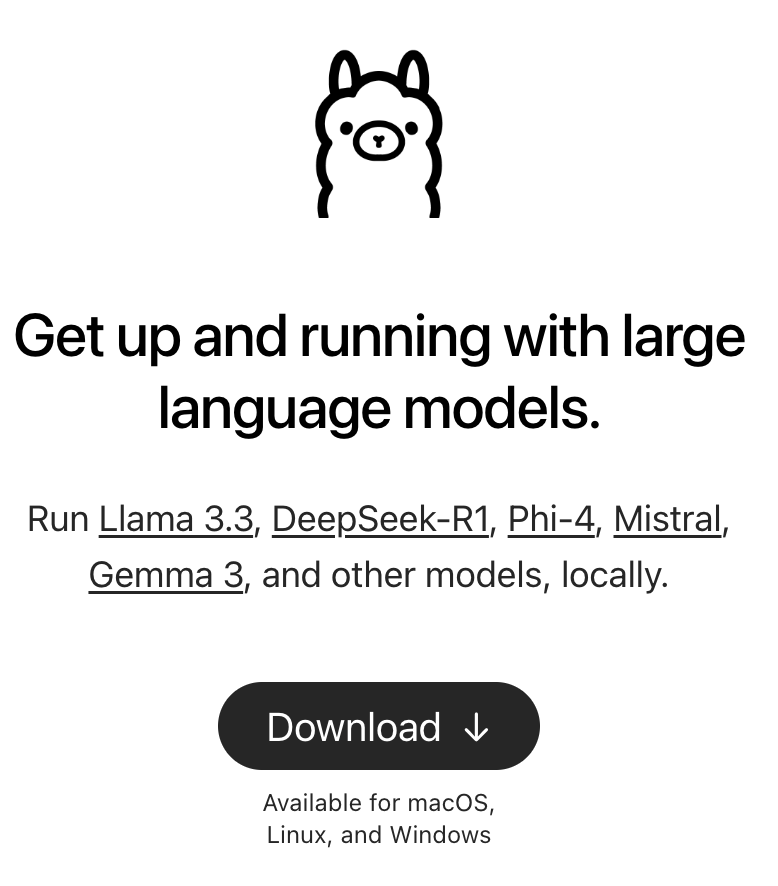 Get up and running with large
language models.
Run Llama 3.3, DeepSeek-R1, Phi-4, Mistral,
Gemma 3, and other models, locally.
Download ↓
Available for macOS,
Linux, and Windows